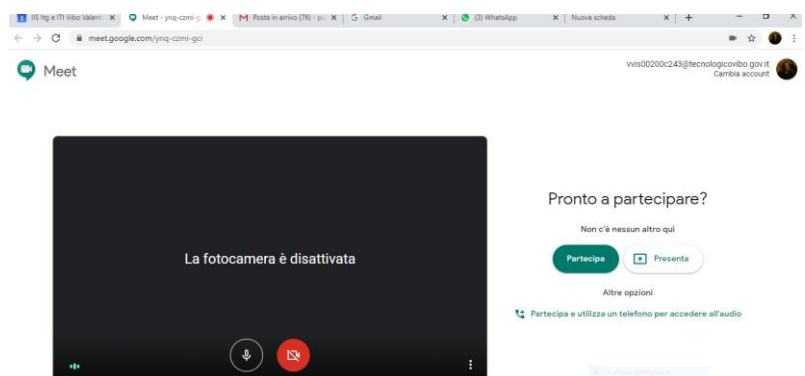 IIS Itg e ITI Vibo Valenti
Meet - ynq-czmi-g
Posta in arrivo (78) - pa
Gmail
(3) WhatsApp
Nuova scheda
meet.google.com/ynq-czmi-gci
Meet
vvis00200c243@tecnologicovibo.gov.it
Cambia account
La fotocamera è disattivata
Pronto a partecipare?
Non c'è nessun altro qui
Partecipa
Presenta
Altre opzioni
Partecipa e utilizza un telefono per accedere all'audio